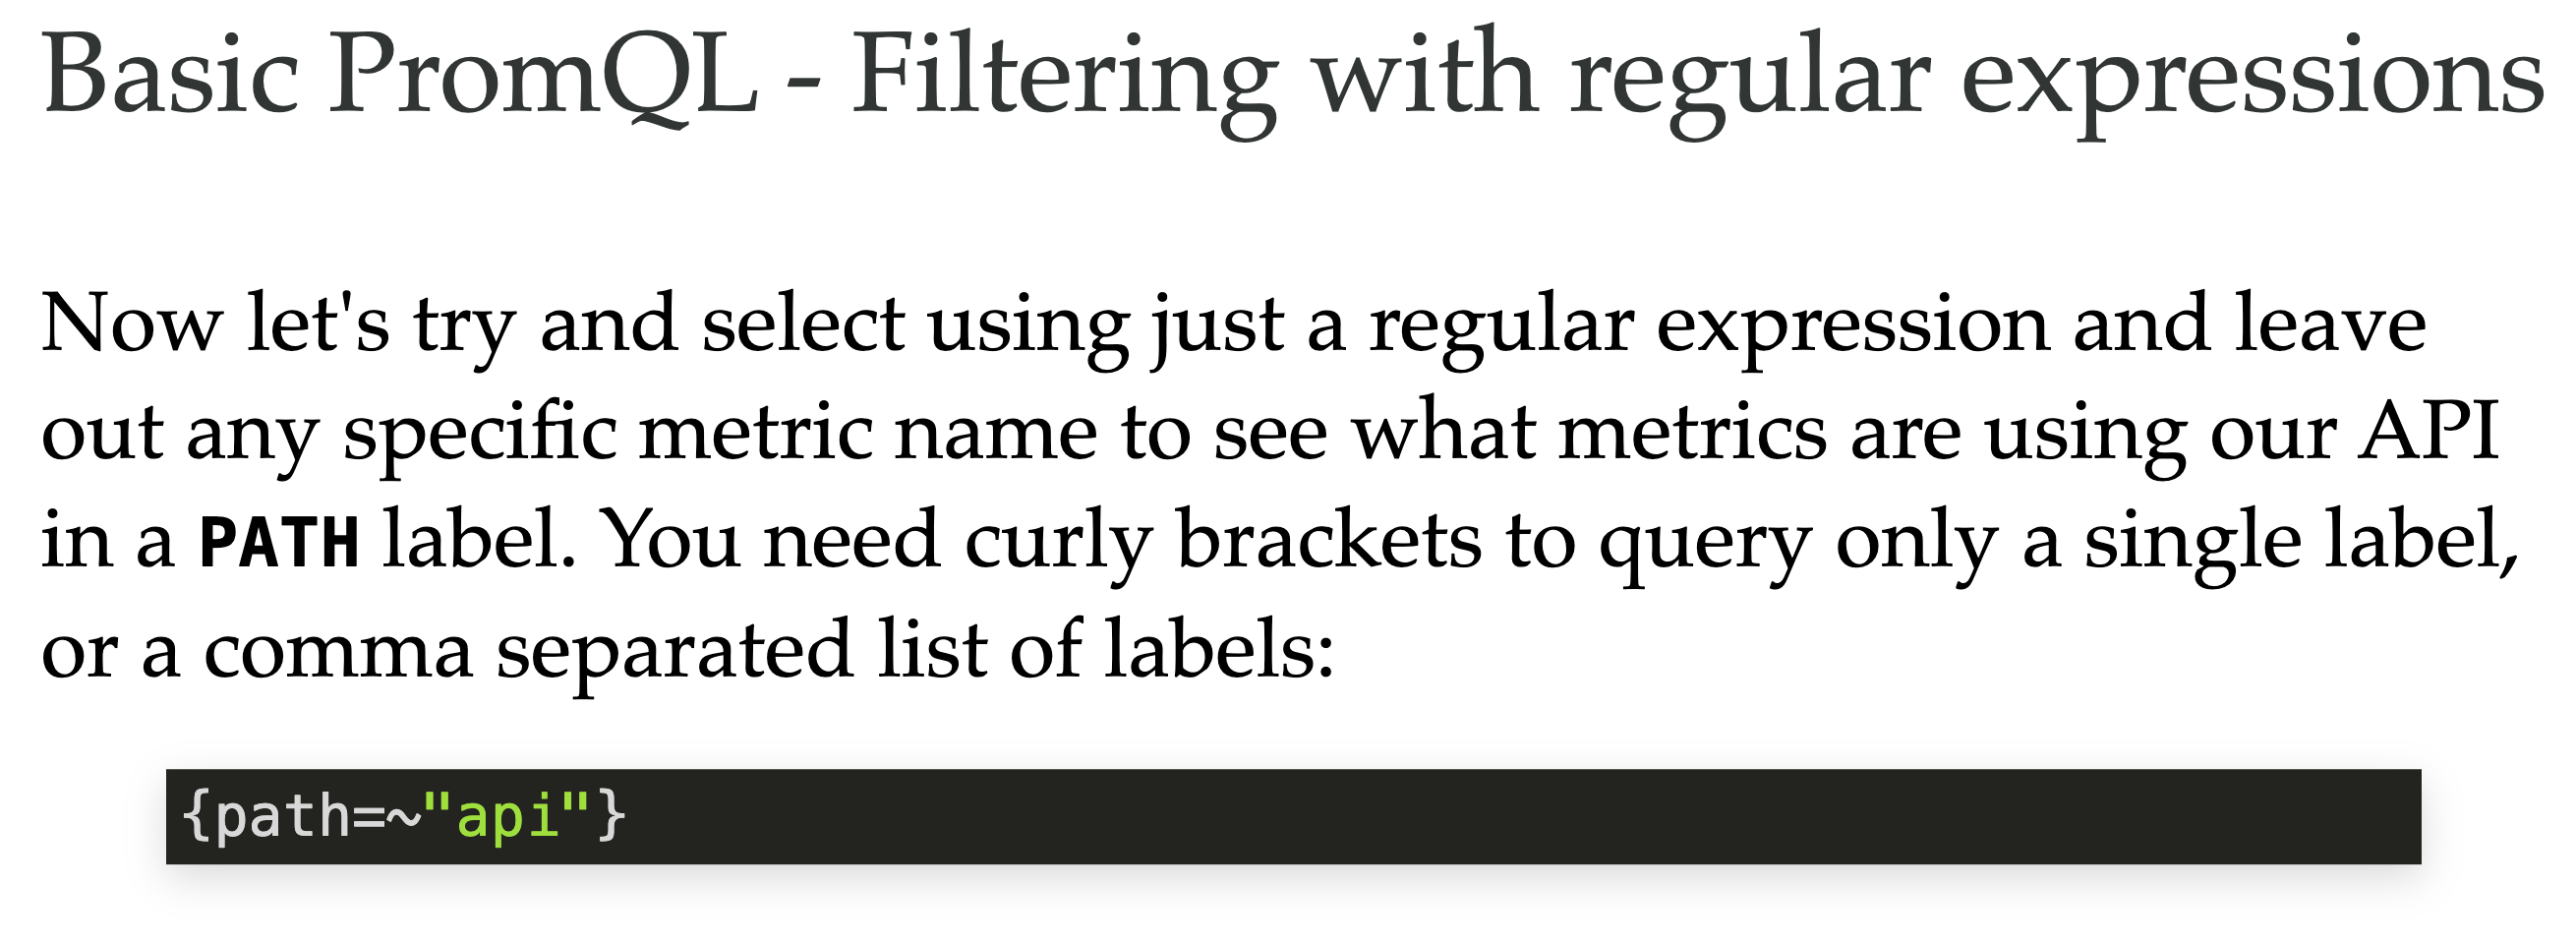 Basic PromQL - Filtering with regular expressions
Now let's try and select using just a regular expression and leave
out any specific metric name to see what metrics are using our API
in a PATH label. You need curly brackets to query only a single label,
or a comma separated list of labels:
{path=~"api"}